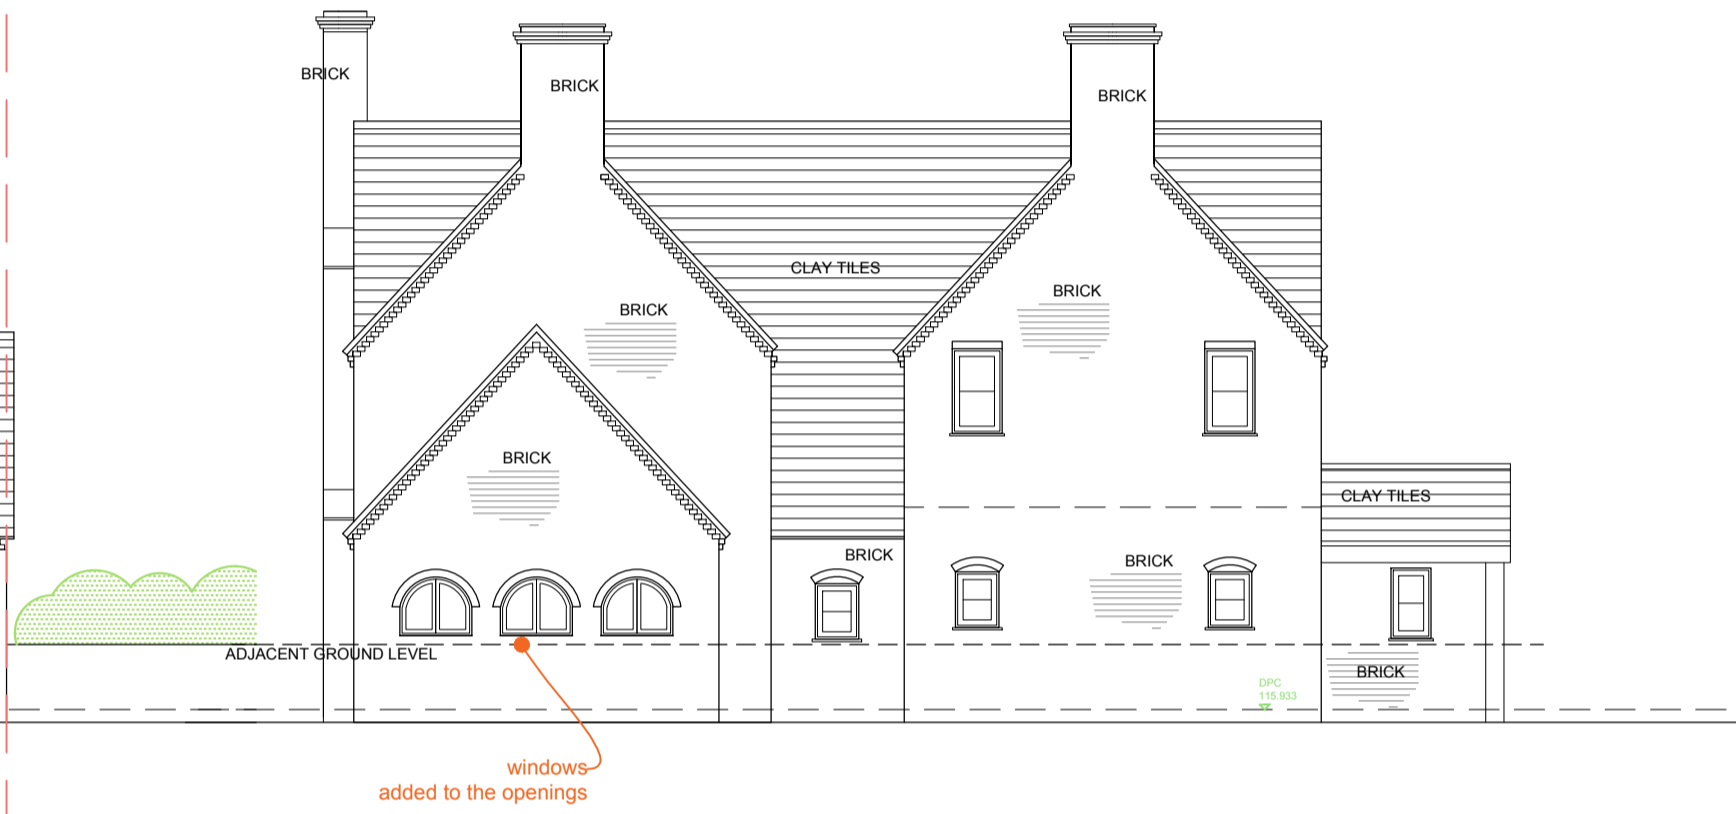 BRICK
BRICK
BRICK
CLAY TILES
BRICK
BRICK
BRICK
CLAY TILES
BRICK
BRICK
ADJACENT GROUND LEVEL
BRICK
DPC
115.933
windows
added to the openings